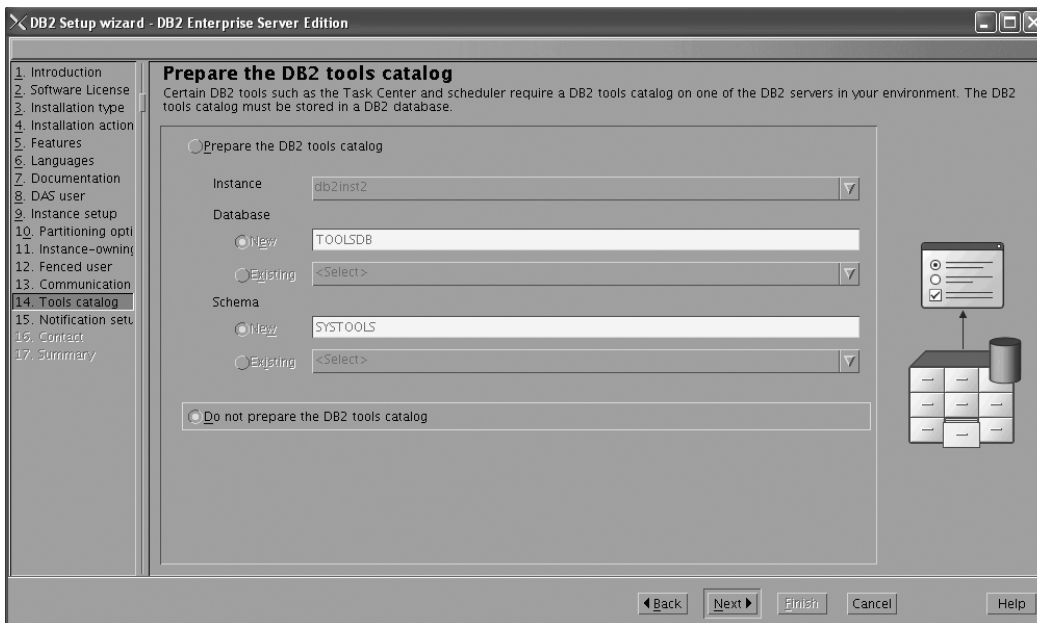 DB2 Setup wizard - DB2 Enterprise Server Edition
1. Introduction
2. Software License
3. Installation type
4. Installation action
5. Features
6. Languages
7. Documentation
8. DAS user
9. Instance setup
10. Partitioning opti
11. Instance-owning
12. Fenced user
13. Communication
14. Tools catalog
15. Notification setu
16. Contact
17. Summary
Prepare the DB2 tools catalog
Certain DB2 tools such as the Task Center and scheduler require a DB2 tools catalog on one of the DB2 servers in your environment. The DB2
tools catalog must be stored in a DB2 database.
Prepare the DB2 tools catalog
Instance
db2inst2
Database
New
TOOLSDB
Existing
<Select>
Schema
New
SYSTOOLS
Existing
<Select>
Do not prepare the DB2 tools catalog
Back
Next
Finish
Cancel
Help